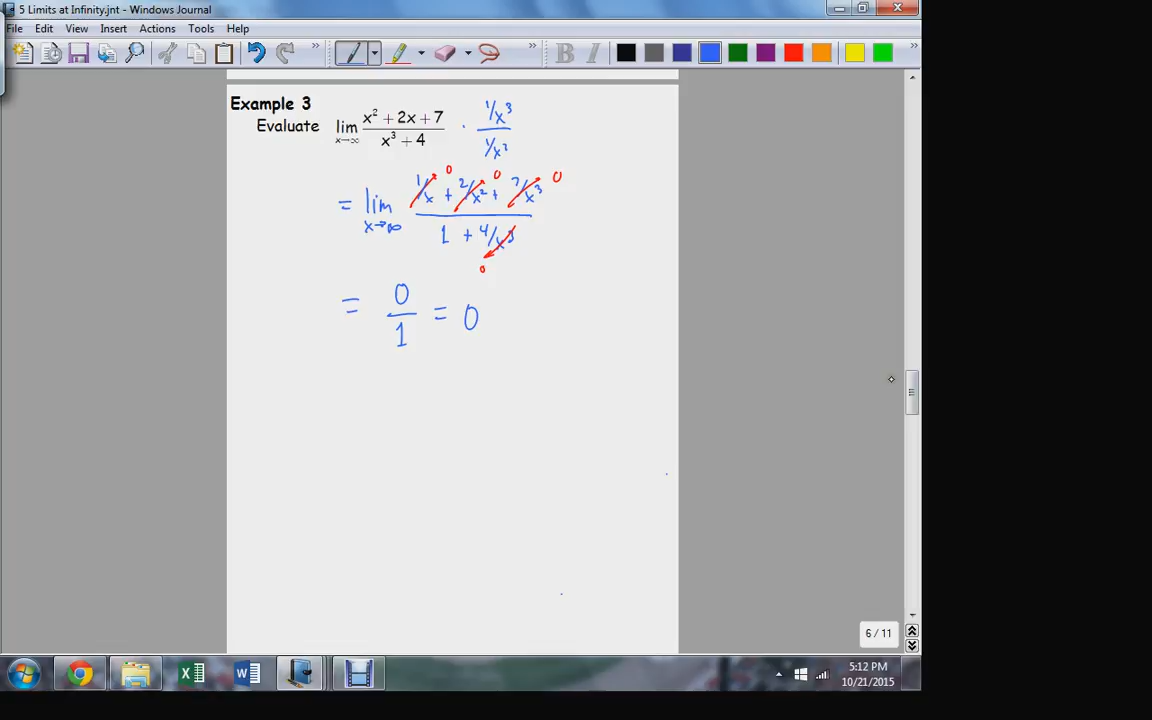 5 Limits at Infinity.jnt - Windows Journal
File Edit View Insert Actions Tools Help
B I
Example 3
Evaluate lim x→∞ (x² + 2x + 7)/(x³ + 4) · (1/x³)/(1/x³)
= lim x→∞ (1/x + 2/x² + 7/x³)/(1 + 4/x³)
0 0 0
0
= 0/1 = 0
6 / 11
5:12 PM
10/21/2015